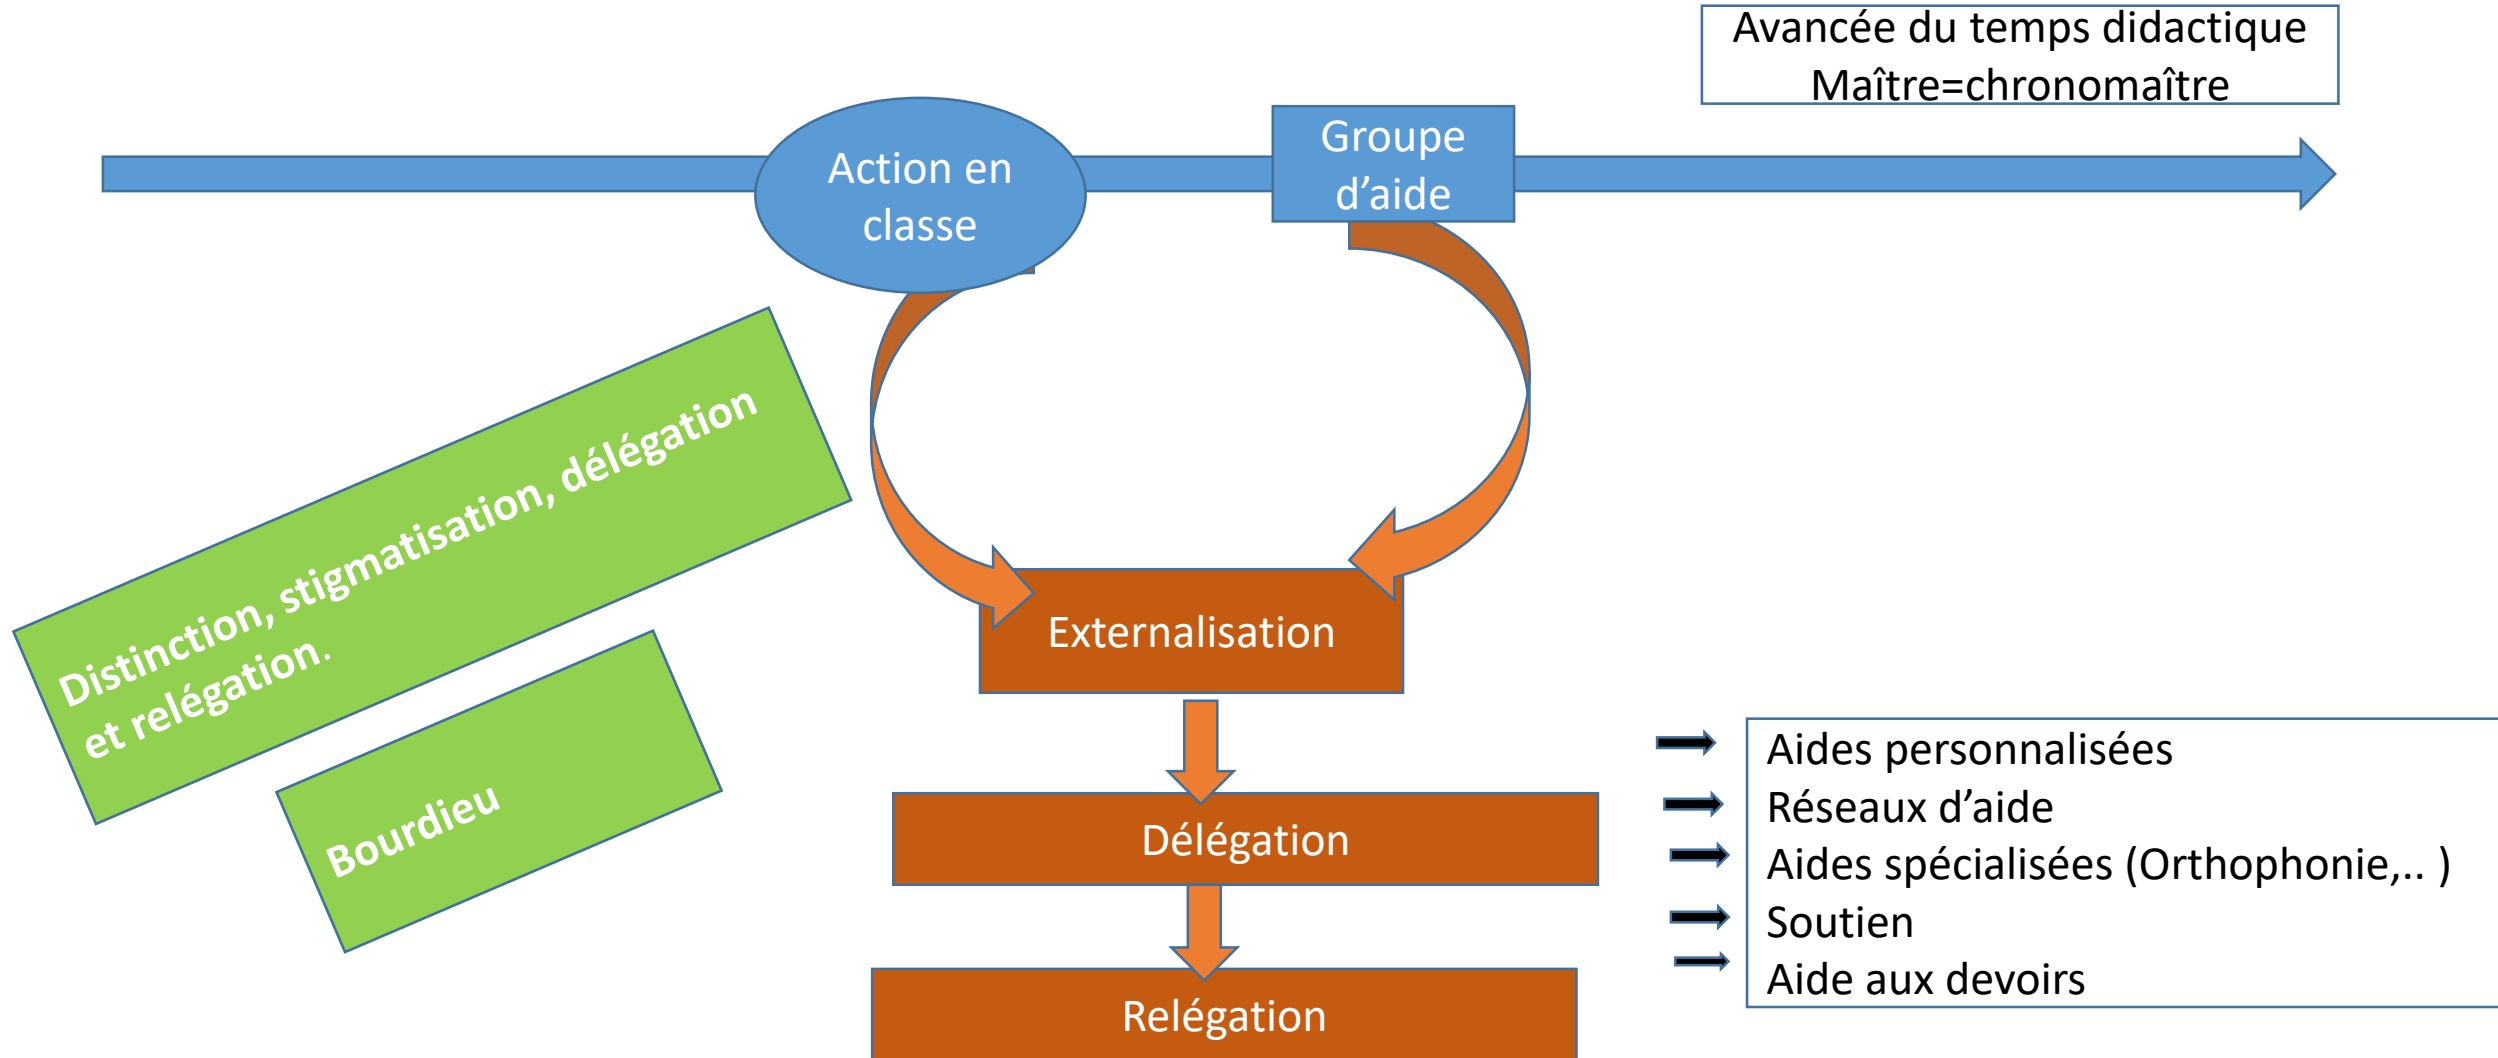 Avancée du temps didactique
Maître=chronomaître
Action en
classe
Groupe
d’aide
Distinction, stigmatisation, délégation
et relégation.
Bourdieu
Externalisation
Délégation
Relégation
Aides personnalisées
Réseaux d’aide
Aides spécialisées (Orthophonie,.. )
Soutien
Aide aux devoirs